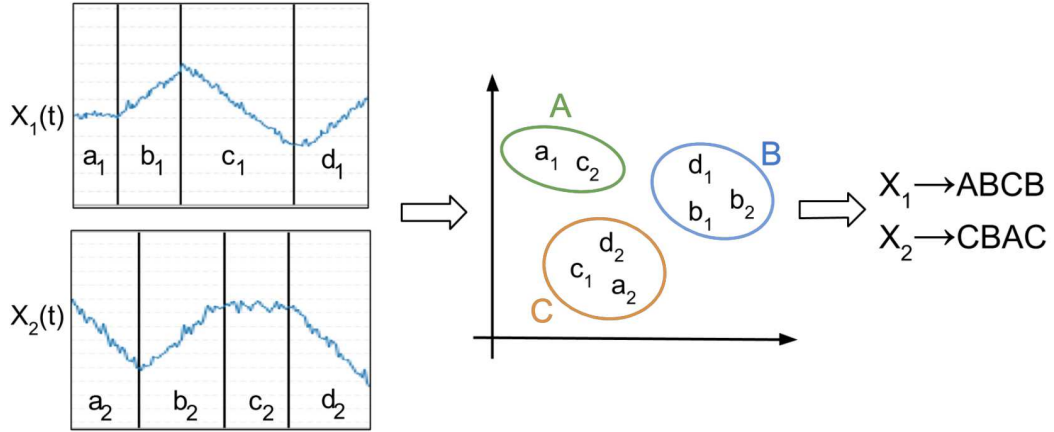 X₁(t)
a₁ b₁ c₁ d₁
X₂(t)
a₂ b₂ c₂ d₂
A
a₁ c₂
B
d₁
b₂
b₁
d₂
c₁
a₂
C
X₁→ABCB
X₂→CBAC